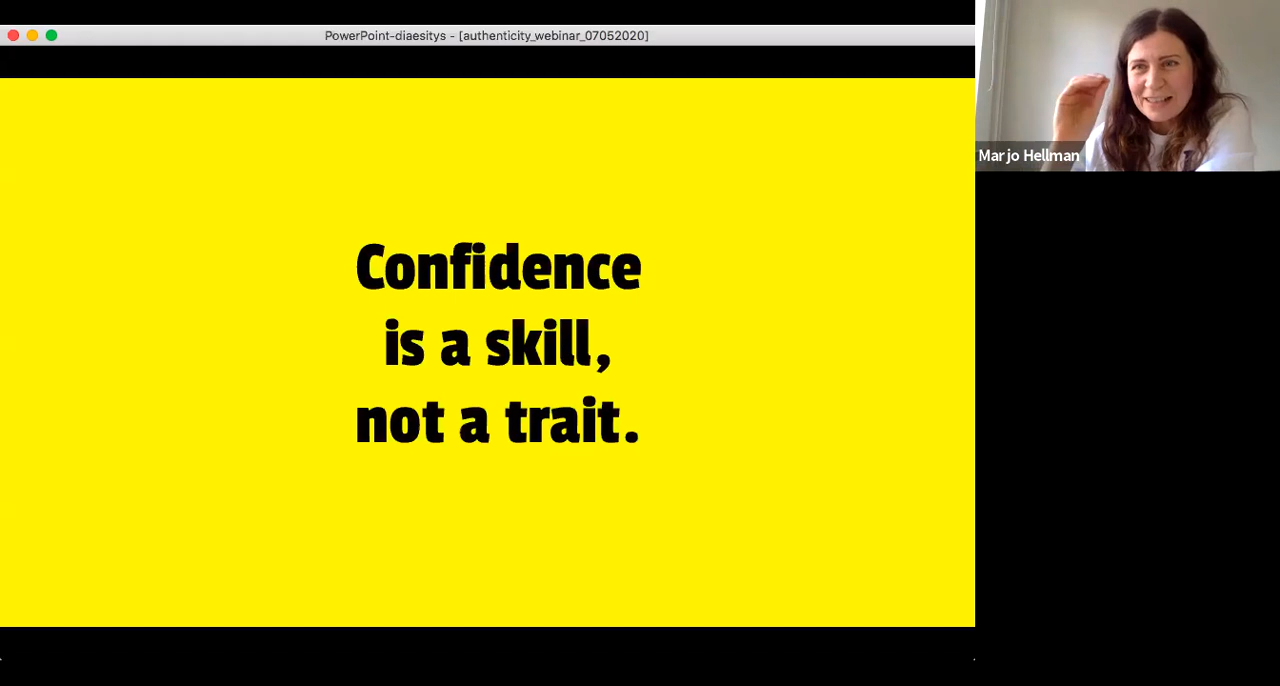 PowerPoint-diaesitys - [authenticity_webinar_07052020]
Marjo Hellman
Confidence
is a skill,
not a trait.